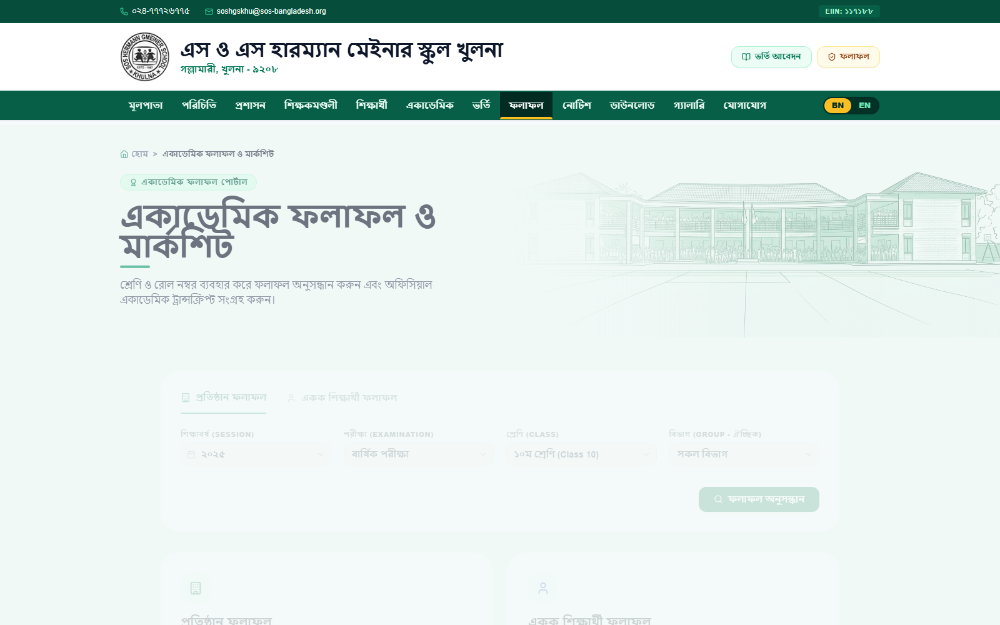 ০২৪-৭৭৭২৬৭৭৫
soshgskhu@sos-bangladesh.org
EIIN: ১১৭১৮৮
SOS HERMANN GMEINER SCHOOL
ESTD - 1987
KHULNA
এস ও এস হারম্যান মেইনার স্কুল খুলনা
গল্লামারী, খুলনা - ৯২০৮
ভর্তি আবেদন
ফলাফল
মূলপাতা
পরিচিতি
প্রশাসন
শিক্ষকমণ্ডলী
শিক্ষার্থী
একাডেমিক
ভর্তি
ফলাফল
নোটিশ
ডাউনলোড
গ্যালারি
যোগাযোগ
BN
EN
হোম > একাডেমিক ফলাফল ও মার্কশিট
একাডেমিক ফলাফল পোর্টাল
একাডেমিক ফলাফল ও
মার্কশিট
শ্রেণি ও রোল নম্বর ব্যবহার করে ফলাফল অনুসন্ধান করুন এবং অফিসিয়াল
একাডেমিক ট্রান্সক্রিপ্ট সংগ্রহ করুন।
প্রতিষ্ঠান ফলাফল
একক শিক্ষার্থী ফলাফল
শিক্ষাবর্ষ (SESSION)
পরীক্ষা (EXAMINATION)
শ্রেণি (CLASS)
বিভাগ (GROUP - ঐচ্ছিক)
২০২৫
বার্ষিক পরীক্ষা
১০ম শ্রেণি (Class 10)
সকল বিভাগ
ফলাফল অনুসন্ধান
প্রতিষ্ঠান ফলাফল
একক শিক্ষার্থী ফলাফল